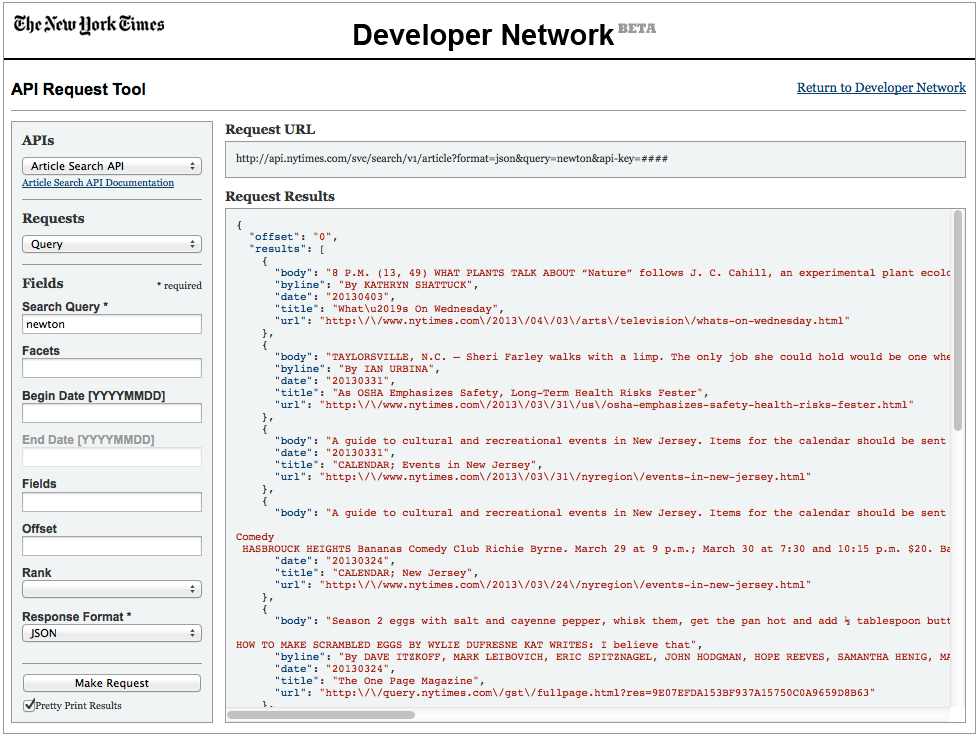 The New York Times
Developer Network BETA
API Request Tool
Return to Developer Network
APIs
Article Search API
Article Search API Documentation
Requests
Query
Fields
* required
Search Query *
newton
Facets
Begin Date [YYYYMMDD]
End Date [YYYYMMDD]
Fields
Offset
Rank
Response Format *
JSON
Make Request
Pretty Print Results
Request URL
http://api.nytimes.com/svc/search/v1/article?format=json&query=newton&api-key=####
Request Results
{
"offset": "0",
"results": [
{
"body": "8 P.M. (13, 49) WHAT PLANTS TALK ABOUT “Nature” follows J. C. Cahill, an experimental plant ecolo
"byline": "By KATHRYN SHATTUCK",
"date": "20130403",
"title": "What\u2019s On Wednesday",
"url": "http:\/\/www.nytimes.com\/2013\/04\/03\/arts\/television\/whats-on-wednesday.html"
},
{
"body": "TAYLORSVILLE, N.C. — Sheri Farley walks with a limp. The only job she could hold would be one whe
"byline": "By IAN URBINA",
"date": "20130331",
"title": "As OSHA Emphasizes Safety, Long-Term Health Risks Fester",
"url": "http:\/\/www.nytimes.com\/2013\/03\/31\/us\/osha-emphasizes-safety-health-risks-fester.html"
},
{
"body": "A guide to cultural and recreational events in New Jersey. Items for the calendar should be sent
"date": "20130331",
"title": "CALENDAR; Events in New Jersey",
"url": "http:\/\/www.nytimes.com\/2013\/03\/31\/nyregion\/events-in-new-jersey.html"
},
{
"body": "A guide to cultural and recreational events in New Jersey. Items for the calendar should be sent
Comedy
HASBROUCK HEIGHTS Bananas Comedy Club Richie Byrne. March 29 at 9 p.m.; March 30 at 7:30 and 10:15 p.m. $20. Ba
"date": "20130324",
"title": "CALENDAR; New Jersey",
"url": "http:\/\/www.nytimes.com\/2013\/03\/24\/nyregion\/events-in-new-jersey.html"
},
{
"body": "Season 2 eggs with salt and cayenne pepper, whisk them, get the pan hot and add ½ tablespoon butt
HOW TO MAKE SCRAMBLED EGGS BY WYLIE DUFRESNE KAT WRITES: I believe that",
"byline": "By DAVE ITZKOFF, MARK LEIBOVICH, ERIC SPITZNAGEL, JOHN HODGMAN, HOPE REEVES, SAMANTHA HENIG, MA
"date": "20130324",
"title": "The One Page Magazine",
"url": "http:\/\/query.nytimes.com\/gst\/fullpage.html?res=9E07EFDA153BF937A15750C0A9659D8B63"
},